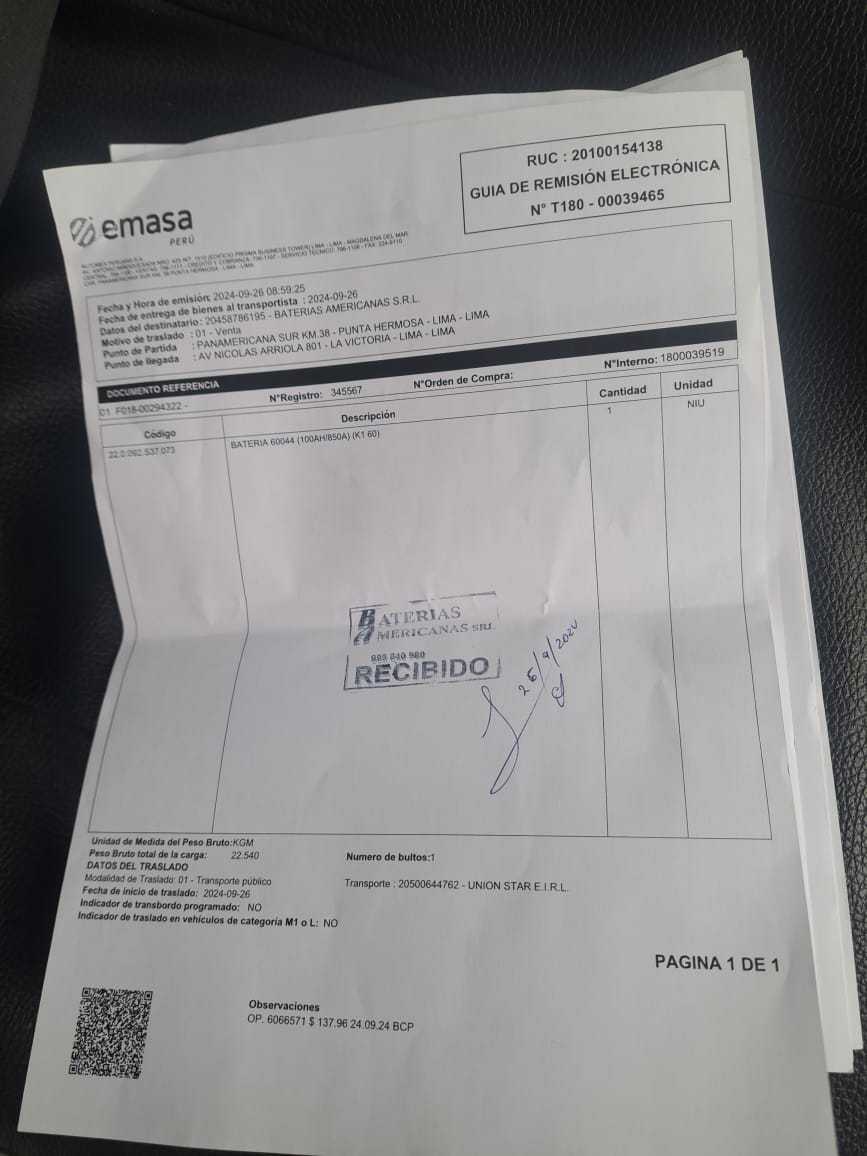 RUC : 20100154138
GUIA DE REMISIÓN ELECTRÓNICA
N° T180 - 00039465
emasa
PERÚ
AUTOREX PERUANA S.A.
Fecha y Hora de emisión: 2024-09-26 08:59:25
Fecha de entrega de bienes al transportista : 2024-09-26
Datos del destinatario : 20458786195 - BATERIAS AMERICANAS S.R.L.
Motivo de traslado : 01 - Venta
Punto de Partida : PANAMERICANA SUR KM.38 - PUNTA HERMOSA - LIMA - LIMA
Punto de llegada : AV NICOLAS ARRIOLA 801 - LA VICTORIA - LIMA - LIMA
DOCUMENTO REFERENCIA
01 F018-00294322 - N°Registro: 345567 N°Orden de Compra: N°Interno: 1800039519
Código Descripción Cantidad Unidad
22.0.092.537.073 BATERIA 60044 (100AH/850A) (K1 60) 1 NIU
BATERIAS
AMERICANAS SRL
RECIBIDO
26/9/2024
Unidad de Medida del Peso Bruto:KGM
Peso Bruto total de la carga: 22.540 Numero de bultos:1
DATOS DEL TRASLADO
Modalidad de Traslado: 01 - Transporte público Transporte : 20500644762 - UNION STAR E.I.R.L.
Fecha de inicio de traslado: 2024-09-26
Indicador de transbordo programado: NO
Indicador de traslado en vehículos de categoría M1 o L: NO
PAGINA 1 DE 1
Observaciones
OP. 6066571 $ 137.96 24.09.24 BCP